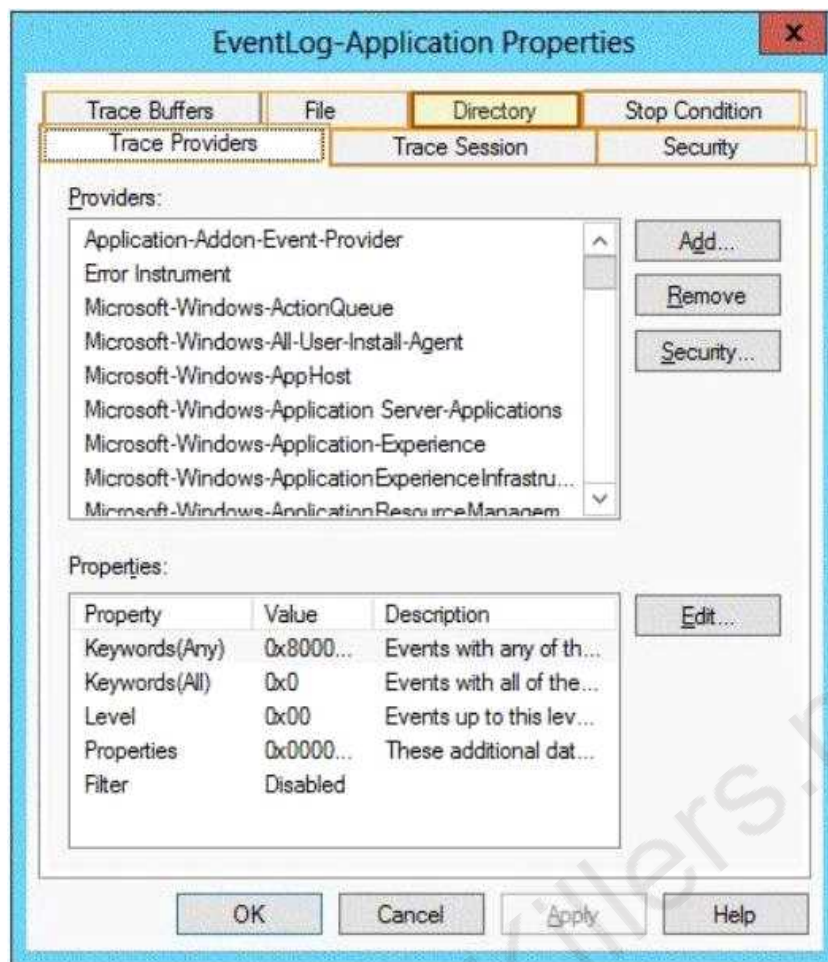 EventLog-Application Properties
x
Trace Buffers File Directory Stop Condition
Trace Providers Trace Session Security
Providers:
Application-Addon-Event-Provider
Add...
Error Instrument
Remove
Microsoft-Windows-ActionQueue
Microsoft-Windows-All-User-Install-Agent
Security...
Microsoft-Windows-AppHost
Microsoft-Windows-Application Server-Applications
Microsoft-Windows-Application-Experience
Microsoft-Windows-ApplicationExperienceInfrastru...
Microsoft-Windows-ApplicationResourceManagem
Properties:
Property Value Description
Edit...
Keywords(Any) 0x8000... Events with any of th...
Keywords(All) 0x0 Events with all of the...
Level 0x00 Events up to this lev...
Properties 0x0000... These additional dat...
Filter Disabled
OK Cancel Apply Help